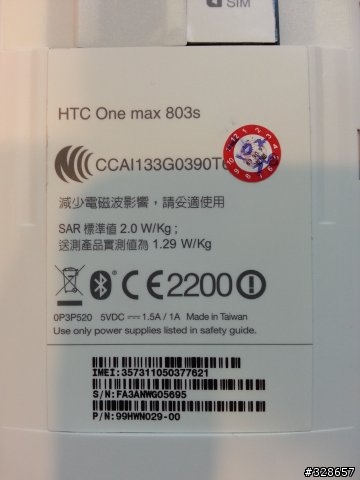 SIM
HTC One max 803s
CCAI133G0390T
減少電磁波影響，請妥適使用
SAR 標準值 2.0 W/Kg；
送測產品實測值為 1.29 W/Kg
CE2200
0P3P520 5VDC ⎓ 1.5A / 1A Made in Taiwan
Use only power supplies listed in safety guide.
IMEI:357311050377621
S/N:FA3ANWG05695
P/N:99HWN029-00
#328657